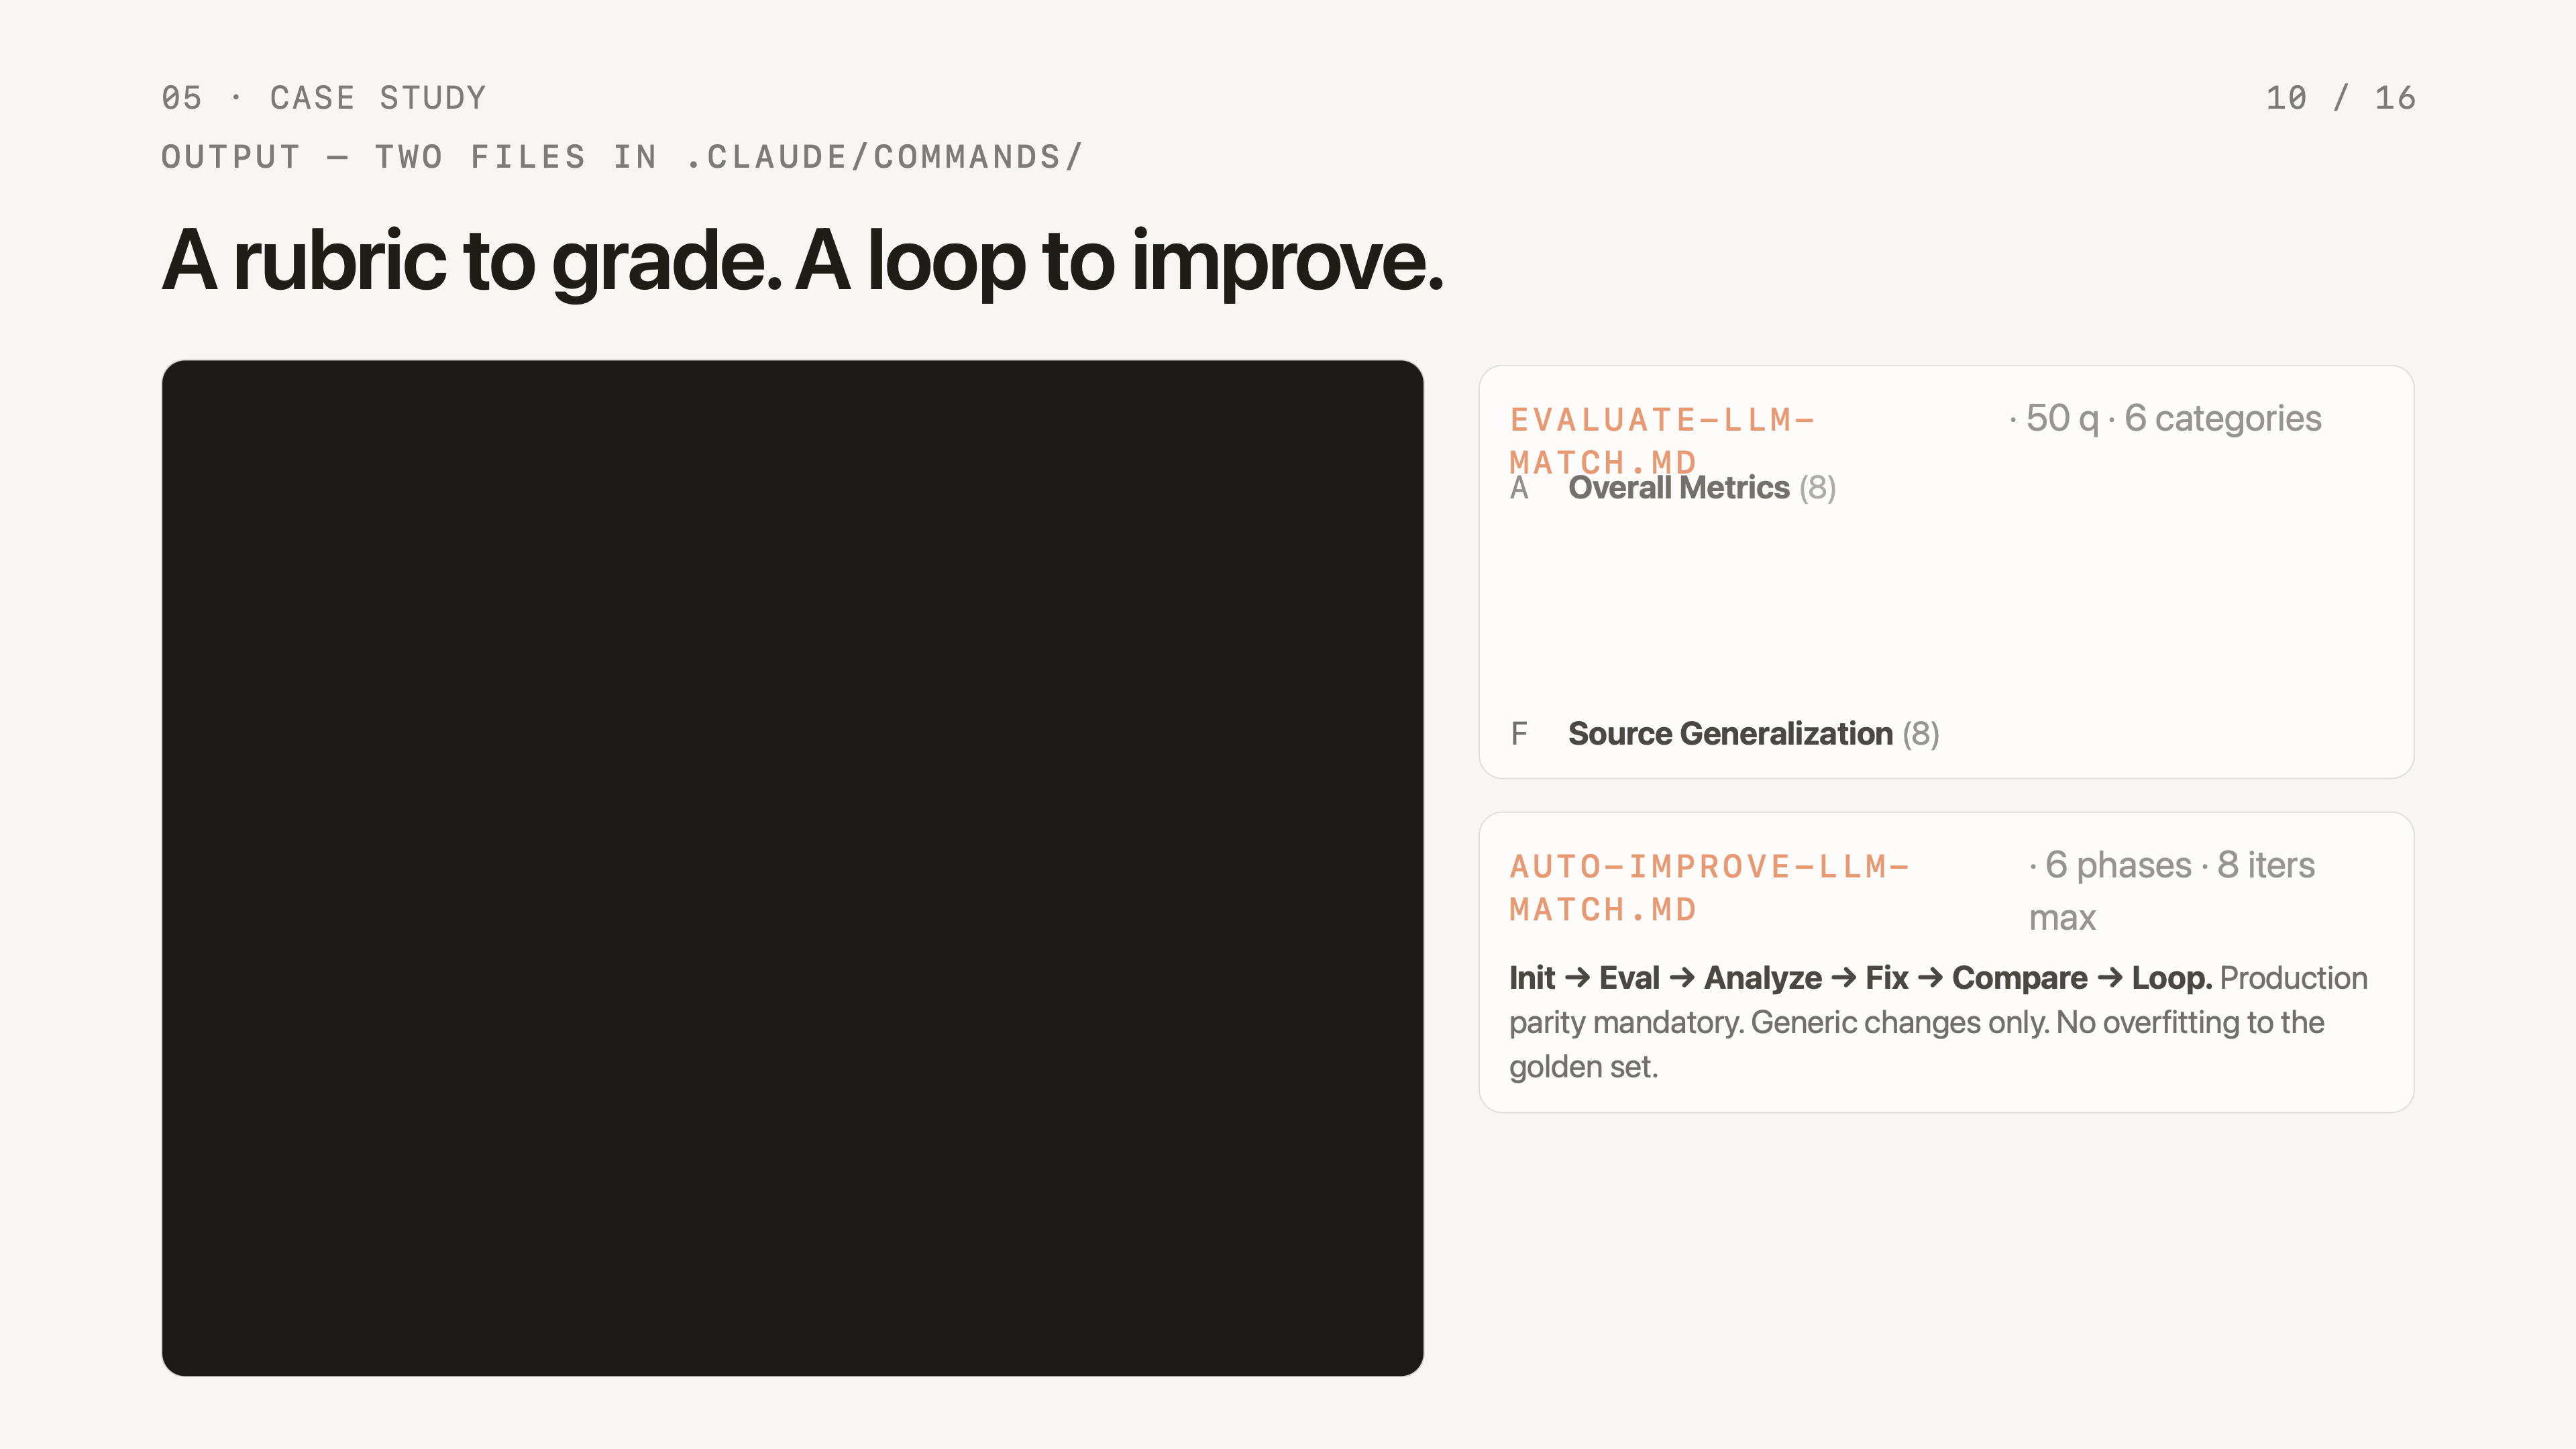 05 · CASE STUDY
10 / 16
OUTPUT — TWO FILES IN .CLAUDE/COMMANDS/
A rubric to grade. A loop to improve.
EVALUATE-LLM-
MATCH.MD
· 50 q · 6 categories
A Overall Metrics (8)
F Source Generalization (8)
AUTO-IMPROVE-LLM-
MATCH.MD
· 6 phases · 8 iters
max
Init → Eval → Analyze → Fix → Compare → Loop. Production
parity mandatory. Generic changes only. No overfitting to the
golden set.